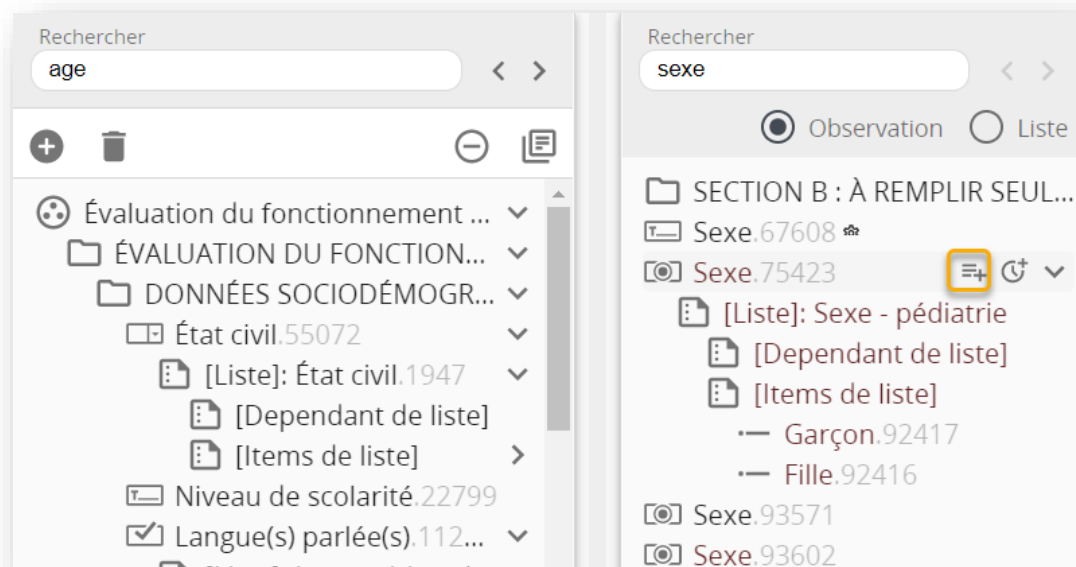 Rechercher
age
Évaluation du fonctionnement ...
ÉVALUATION DU FONCTION...
DONNÉES SOCIODÉMOGR...
État civil.55072
[Liste]: État civil.1947
[Dependant de liste]
[Items de liste]
Niveau de scolarité.22799
Langue(s) parlée(s).112...
Rechercher
sexe
Observation
Liste
SECTION B : À REMPLIR SEUL...
Sexe.67608
Sexe.75423
[Liste]: Sexe - pédiatrie
[Dependant de liste]
[Items de liste]
Garçon.92417
Fille.92416
Sexe.93571
Sexe.93602